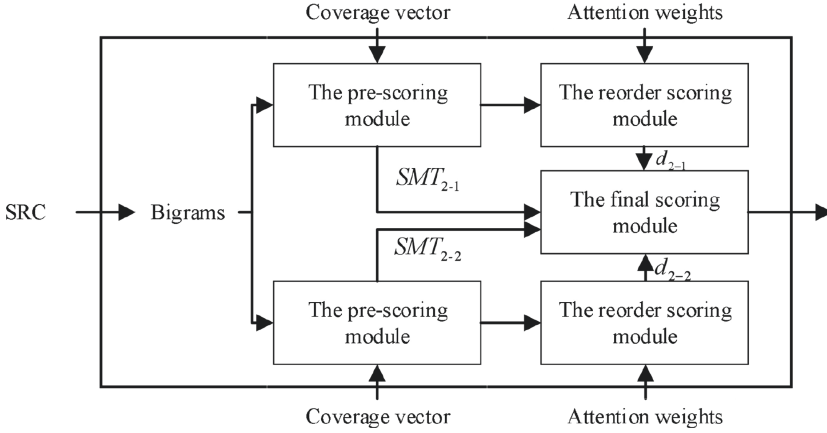 Coverage vector
Attention weights
The pre-scoring
module
The reorder scoring
module
SMT2-1
d2-1
SRC
Bigrams
The final scoring
module
SMT2-2
d2-2
The pre-scoring
module
The reorder scoring
module
Coverage vector
Attention weights